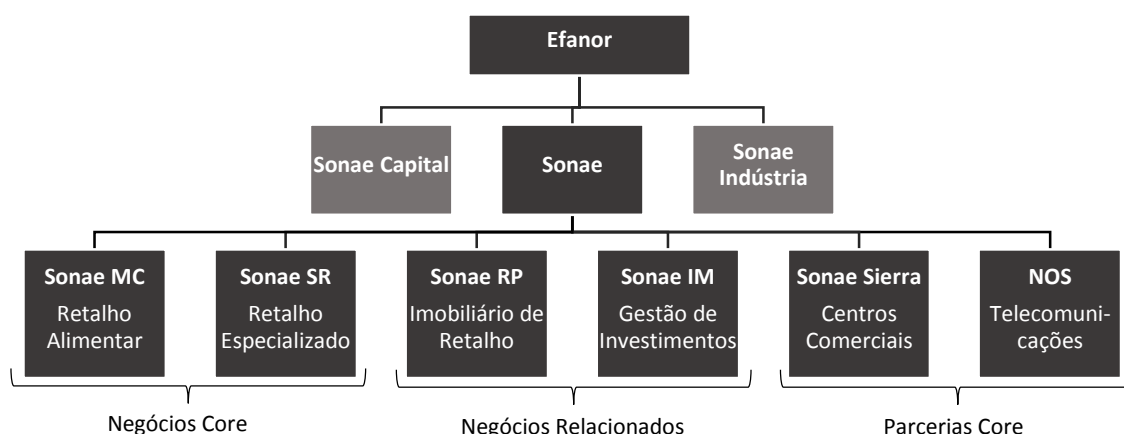 Efanor
Sonae Capital
Sonae
Sonae
Indústria
Sonae MC
Retalho
Alimentar
Sonae SR
Retalho
Especializado
Sonae RP
Imobiliário de
Retalho
Sonae IM
Gestão de
Investimentos
Sonae Sierra
Centros
Comerciais
NOS
Telecomuni-
cações
Negócios Core
Negócios Relacionados
Parcerias Core